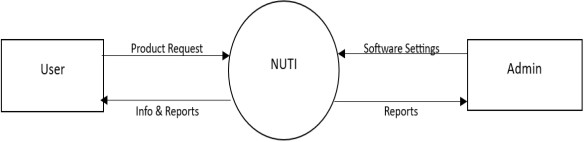 Product Request
Software Settings
User
NUTI
Admin
Info & Reports
Reports